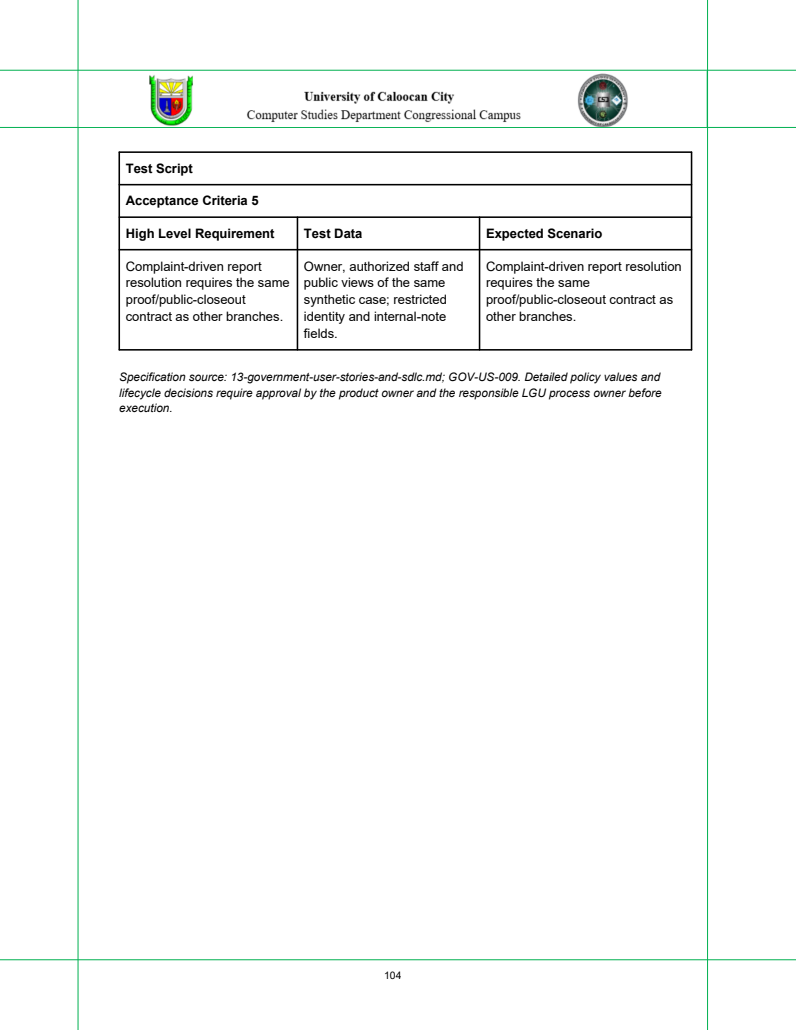 University of Caloocan City
Computer Studies Department Congressional Campus
Test Script
Acceptance Criteria 5
High Level Requirement
Test Data
Expected Scenario
Complaint-driven report
resolution requires the same
proof/public-closeout
contract as other branches.
Owner, authorized staff and
public views of the same
synthetic case; restricted
identity and internal-note
fields.
Complaint-driven report resolution
requires the same
proof/public-closeout contract as
other branches.
Specification source: 13-government-user-stories-and-sdlc.md; GOV-US-009. Detailed policy values and
lifecycle decisions require approval by the product owner and the responsible LGU process owner before
execution.
104